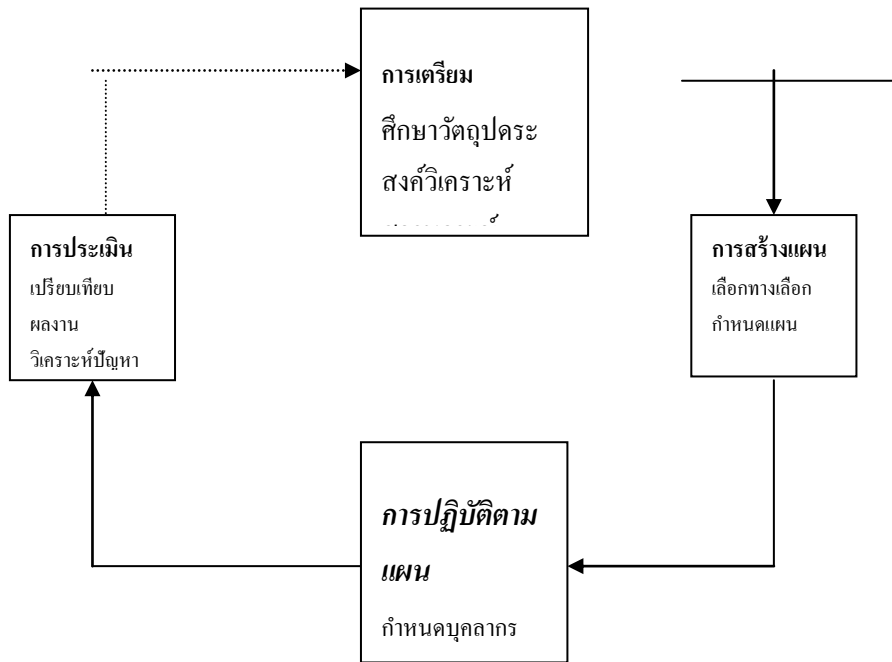 การเตรียม
ศึกษาวัตถุปดระ
สงค์วิเคราะห์
การประเมิน
เปรียบเทียบ
ผลงาน
วิเคราะห์ปัญหา
การสร้างแผน
เลือกทางเลือก
กำหนดแผน
การปฏิบัติตาม
แผน
กำหนดบุคลากร